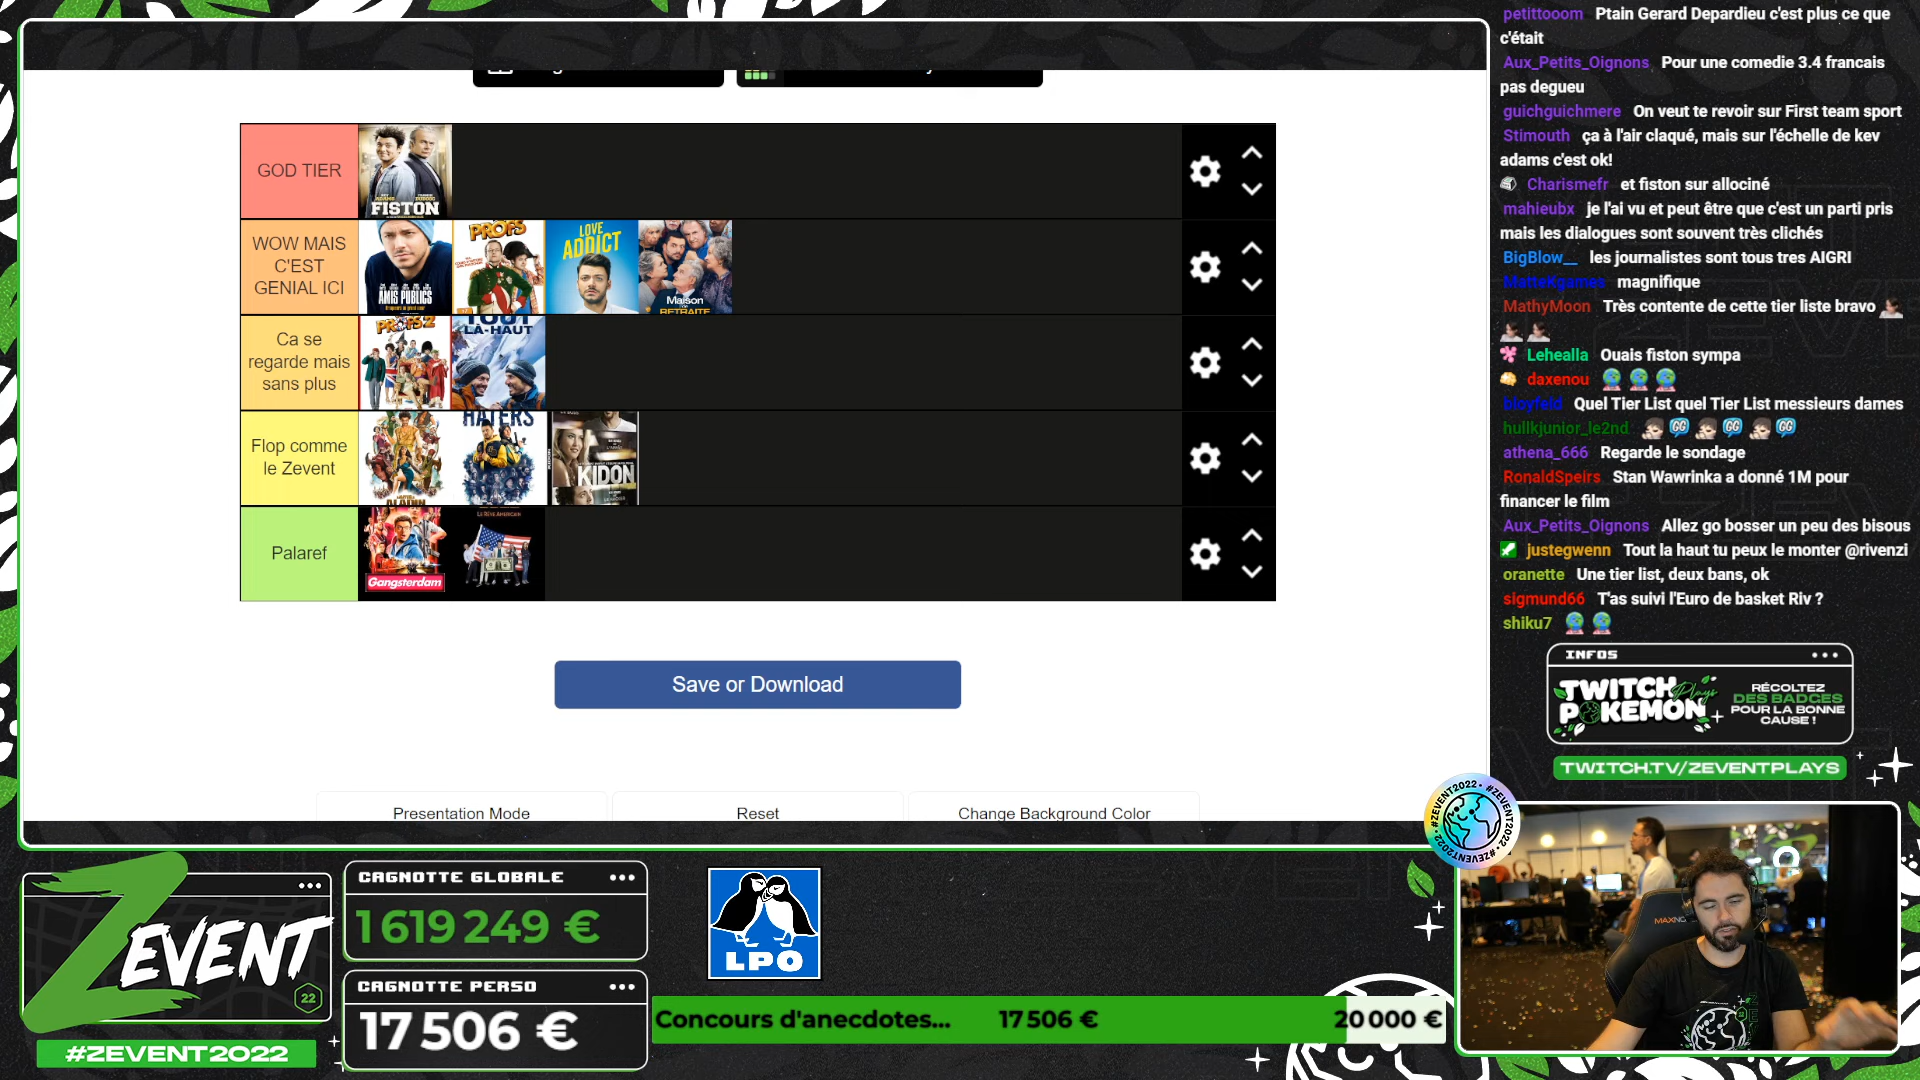 GOD TIER
FISTON
WOW MAIS
C'EST
GENIAL ICI
AMIS PUBLICS
PROFS
LOVE
ADDICT
Maison
RETRAITE
Ca se
regarde mais
sans plus
PROFS 2
TOUT
LÀ-HAUT
Flop comme
le Zevent
ALADIN
HATERS
KIDON
Palaref
Gangsterdam
LE RÊVE AMÉRICAIN
Save or Download
Presentation Mode
Reset
Change Background Color
petittooom Ptain Gerard Depardieu c'est plus ce que
c'était
Aux_Petits_Oignons Pour une comedie 3.4 francais
pas degueu
guichguichmere On veut te revoir sur First team sport
Stimouth ça à l'air claqué, mais sur l'échelle de kev
adams c'est ok!
Charismefr et fiston sur allociné
mahieubx je l'ai vu et peut être que c'est un parti pris
mais les dialogues sont souvent très clichés
BigBlow__ les journalistes sont tous tres AIGRI
MatteKgames magnifique
MathyMoon Très contente de cette tier liste bravo
Lehealla Ouais fiston sympa
daxenou
bloyfeld Quel Tier List quel Tier List messieurs dames
hullkjunior_le2nd GG GG GG
athena_666 Regarde le sondage
RonaldSpeirs Stan Wawrinka a donné 1M pour
financer le film
Aux_Petits_Oignons Allez go bosser un peu des bisous
justegwenn Tout la haut tu peux le monter @rivenzi
oranette Une tier list, deux bans, ok
sigmund66 T'as suivi l'Euro de basket Riv ?
shiku7
INFOS
TWITCH Plays
POKEMON
RÉCOLTEZ
DES BADGES
POUR LA BONNE
CAUSE !
TWITCH.TV/ZEVENTPLAYS
#ZEVENT2022 • #ZEVENT2022 •
ZEVENT
22
#ZEVENT2022
CAGNOTTE GLOBALE
1 619 249 €
CAGNOTTE PERSO
17 506 €
LPO
Concours d'anecdotes... 17 506 € 20 000 €